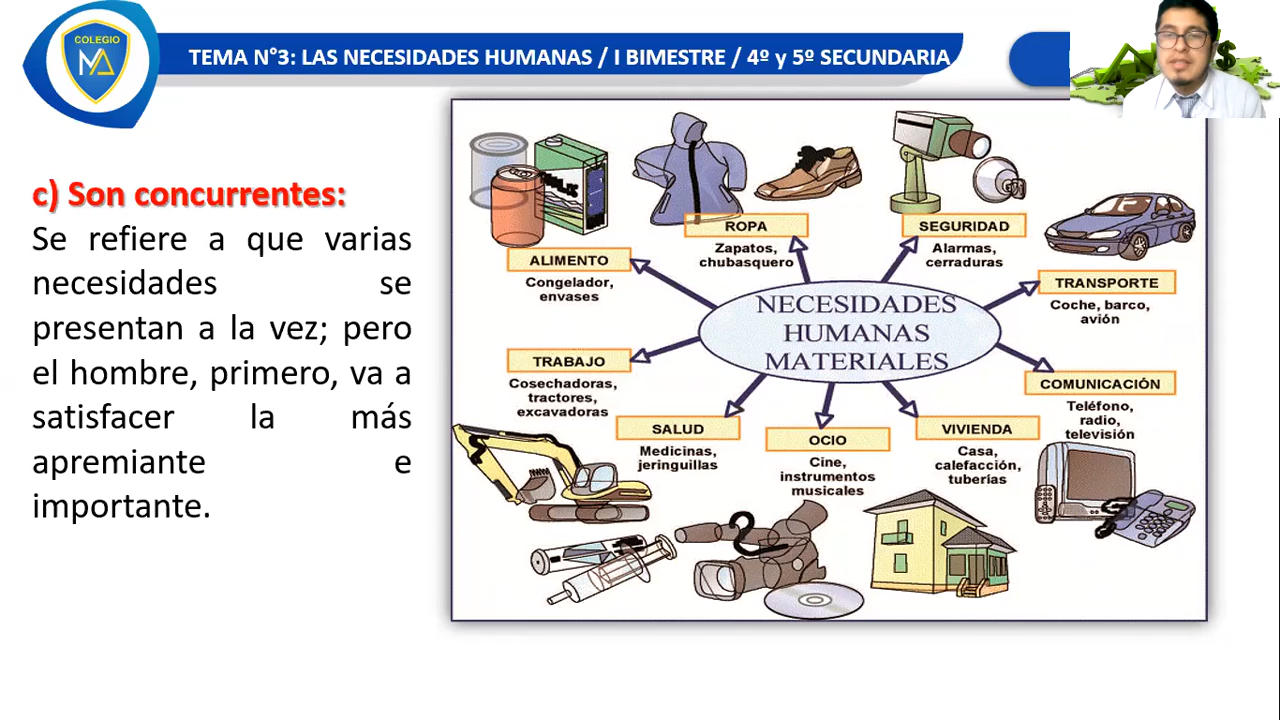 COLEGIO
MA
TEMA N°3: LAS NECESIDADES HUMANAS / I BIMESTRE / 4º y 5º SECUNDARIA
$
c) Son concurrentes:
Se refiere a que varias
necesidades se
presentan a la vez; pero
el hombre, primero, va a
satisfacer la más
apremiante e
importante.
NECESIDADES
HUMANAS
MATERIALES
ALIMENTO
Congelador,
envases
ROPA
Zapatos,
chubasquero
SEGURIDAD
Alarmas,
cerraduras
TRANSPORTE
Coche, barco,
avión
TRABAJO
Cosechadoras,
tractores,
excavadoras
COMUNICACIÓN
Teléfono,
radio,
televisión
SALUD
Medicinas,
jeringuillas
OCIO
Cine,
instrumentos
musicales
VIVIENDA
Casa,
calefacción,
tuberías